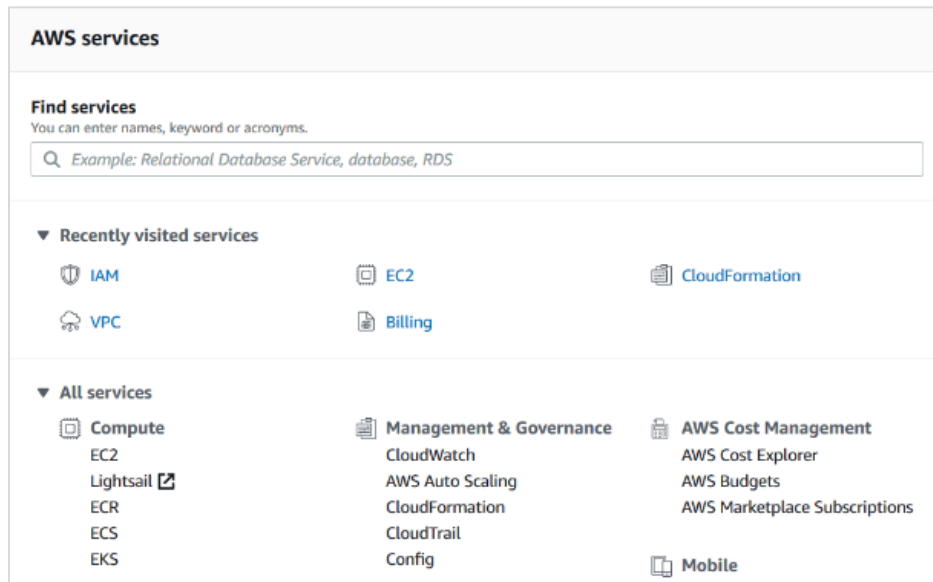 AWS services
Find services
You can enter names, keyword or acronyms.
Example: Relational Database Service, database, RDS
Recently visited services
IAM
EC2
CloudFormation
VPC
Billing
All services
Compute
EC2
Lightsail
ECR
ECS
EKS
Management & Governance
CloudWatch
AWS Auto Scaling
CloudFormation
CloudTrail
Config
AWS Cost Management
AWS Cost Explorer
AWS Budgets
AWS Marketplace Subscriptions
Mobile